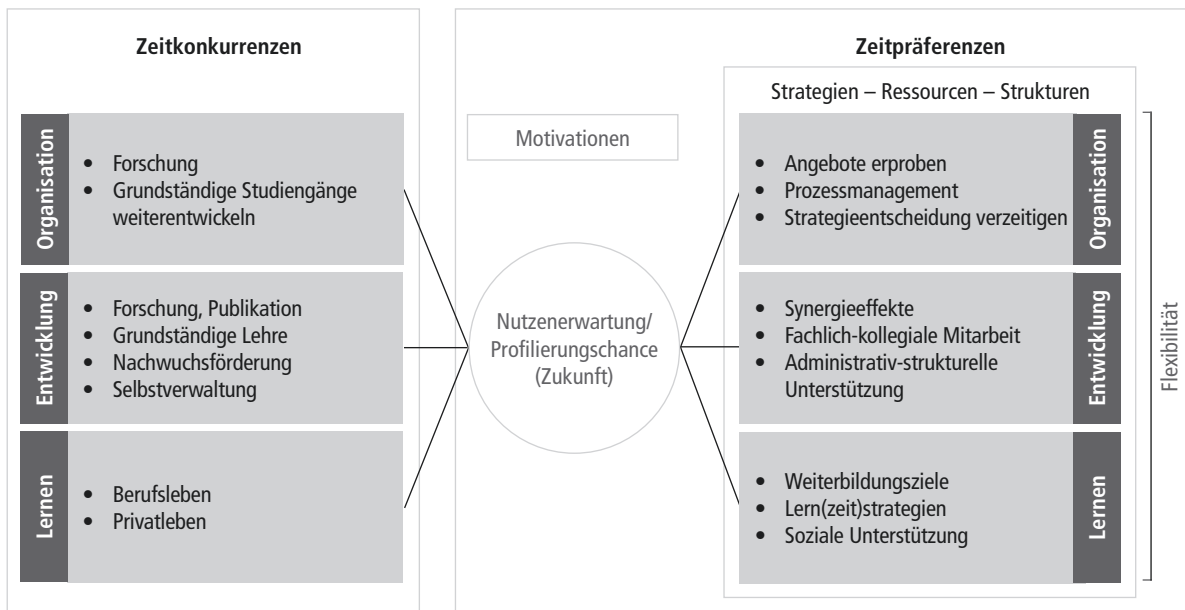 Zeitkonkurrenzen
Organisation
• Forschung
• Grundständige Studiengänge
weiterentwickeln
Entwicklung
• Forschung, Publikation
• Grundständige Lehre
• Nachwuchsförderung
• Selbstverwaltung
Lernen
• Berufsleben
• Privatleben
Motivationen
Nutzenerwartung/
Profilierungschance
(Zukunft)
Zeitpräferenzen
Strategien – Ressourcen – Strukturen
• Angebote erproben
• Prozessmanagement
• Strategieentscheidung verzeitigen
Organisation
• Synergieeffekte
• Fachlich-kollegiale Mitarbeit
• Administrativ-strukturelle
Unterstützung
Entwicklung
• Weiterbildungsziele
• Lern(zeit)strategien
• Soziale Unterstützung
Lernen
Flexibilität